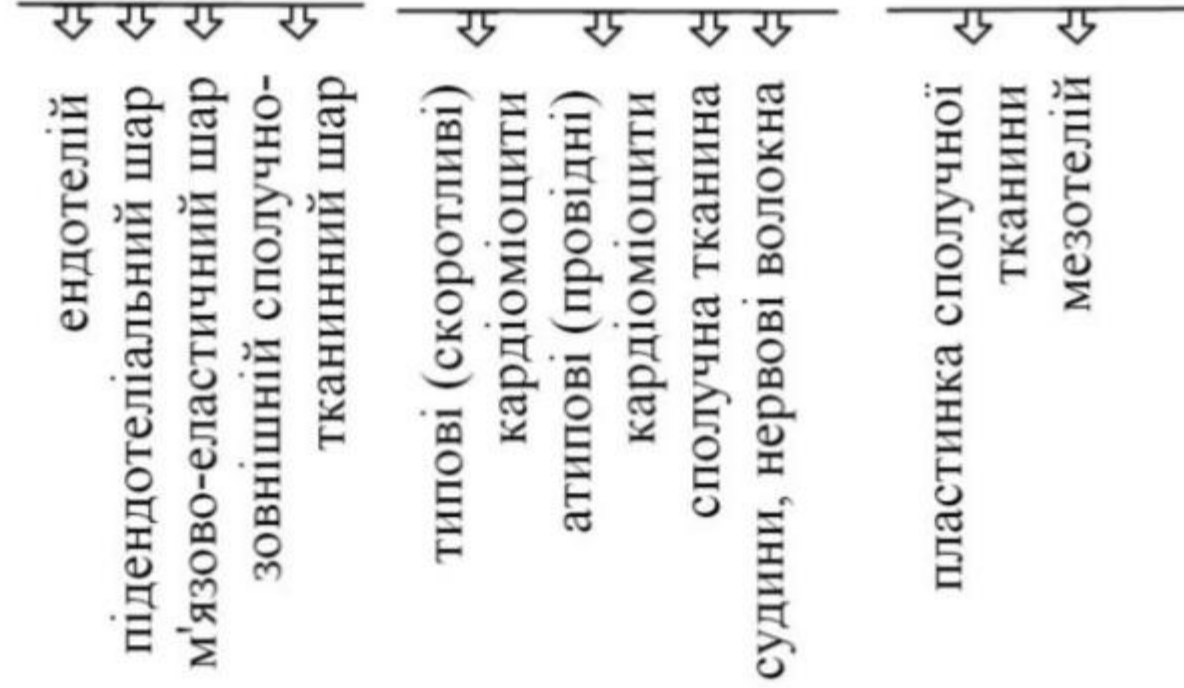 ендотелій
підендотеліальний шар
м'язово-еластичний шар
зовнішній сполучно-
тканинний шар
типові (скоротливі)
кардіоміоцити
атипові (провідні)
кардіоміоцити
сполучна тканина
судини, нервові волокна
пластинка сполучної
тканини
мезотелій